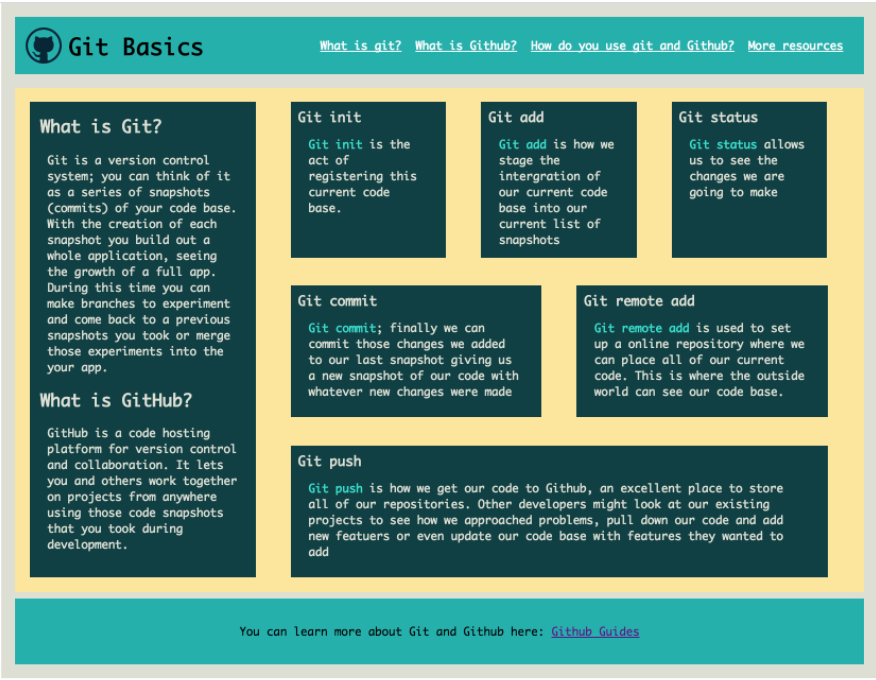 Git Basics
What is git? What is Github? How do you use git and Github? More resources
What is Git?
Git is a version control
system; you can think of it
as a series of snapshots
(commits) of your code base.
With the creation of each
snapshot you build out a
whole application, seeing
the growth of a full app.
During this time you can
make branches to experiment
and come back to a previous
snapshots you took or merge
those experiments into the
your app.
What is GitHub?
GitHub is a code hosting
platform for version control
and collaboration. It lets
you and others work together
on projects from anywhere
using those code snapshots
that you took during
development.
Git init
Git init is the
act of
registering this
current code
base.
Git add
Git add is how we
stage the
intergration of
our current code
base into our
current list of
snapshots
Git status
Git status allows
us to see the
changes we are
going to make
Git commit
Git commit; finally we can
commit those changes we added
to our last snapshot giving us
a new snapshot of our code with
whatever new changes were made
Git remote add
Git remote add is used to set
up a online repository where we
can place all of our current
code. This is where the outside
world can see our code base.
Git push
Git push is how we get our code to Github, an excellent place to store
all of our repositories. Other developers might look at our existing
projects to see how we approached problems, pull down our code and add
new featuers or even update our code base with features they wanted to
add
You can learn more about Git and Github here: Github Guides